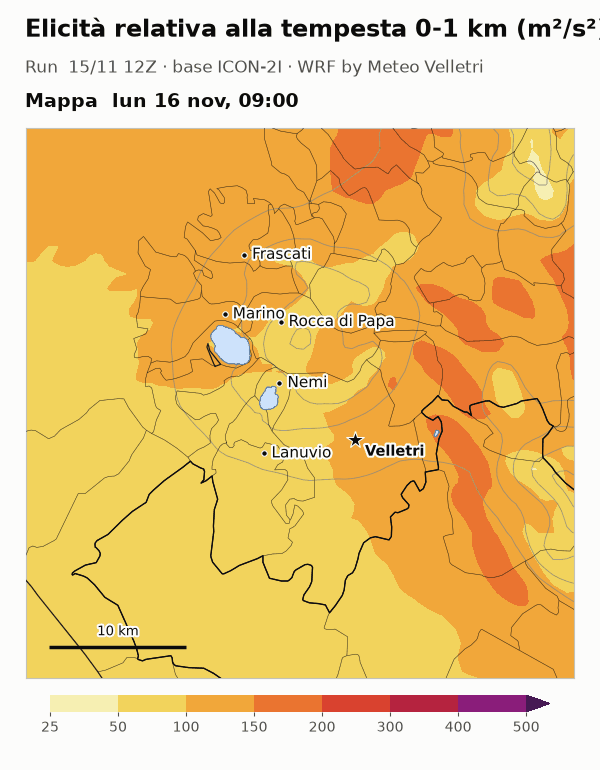 Elicità relativa alla tempesta 0-1 km (m²/s²)
Run  15/11 12Z · base ICON-2I · WRF by Meteo Velletri
Mappa  lun 16 nov, 09:00
Frascati
Marino
Rocca di Papa
Nemi
Velletri
Lanuvio
10 km
25 50 100 150 200 300 400 500